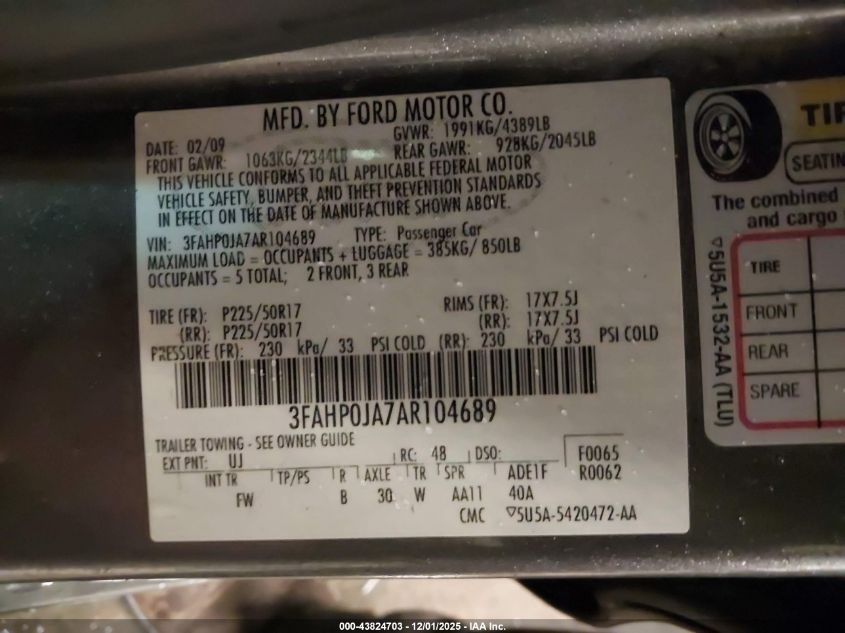 MFD. BY FORD MOTOR CO.
DATE: 02/09 GVWR: 1991KG/4389LB
FRONT GAWR: 1063KG/2344LB REAR GAWR: 928KG/2045LB
THIS VEHICLE CONFORMS TO ALL APPLICABLE FEDERAL MOTOR
VEHICLE SAFETY, BUMPER, AND THEFT PREVENTION STANDARDS
IN EFFECT ON THE DATE OF MANUFACTURE SHOWN ABOVE.
VIN: 3FAHP0JA7AR104689 TYPE: Passenger Car
MAXIMUM LOAD = OCCUPANTS + LUGGAGE = 385KG/ 850LB
OCCUPANTS = 5 TOTAL; 2 FRONT, 3 REAR
TIRE (FR): P225/50R17 RIMS (FR): 17X7.5J
(RR): P225/50R17 (RR): 17X7.5J
PRESSURE (FR): 230 kPa/ 33 PSI COLD (RR): 230 kPa/ 33 PSI COLD
3FAHP0JA7AR104689
TRAILER TOWING - SEE OWNER GUIDE
EXT PNT: UJ RC: 48 DSO: F0065
INT TR TP/PS R AXLE TR SPR ADE1F R0062
FW B 30 W AA11 40A
CMC ▽5U5A-5420472-AA
TIR
SEATIN
The combined
and cargo
TIRE
FRONT
REAR
SPARE
▽5U5A-1532-AA (TLU)
000-43824703 - 12/01/2025 - IAA Inc.